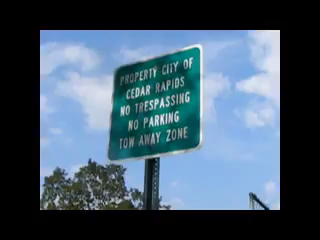 PROPERTY CITY OF
CEDAR RAPIDS
NO TRESPASSING
NO PARKING
TOW AWAY ZONE